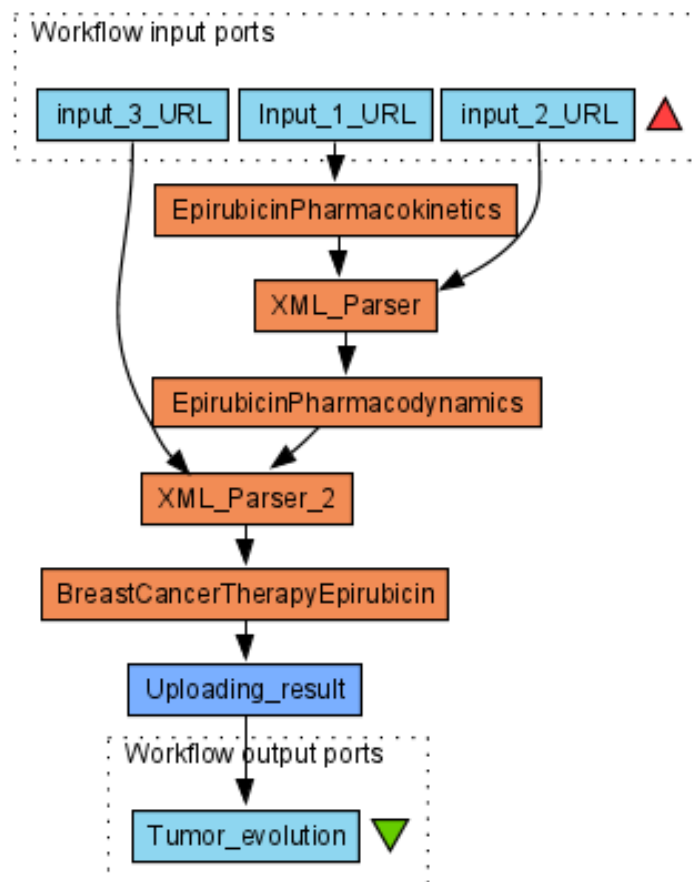 Workflow input ports
input_3_URL
Input_1_URL
input_2_URL
EpirubicinPharmacokinetics
XML_Parser
EpirubicinPharmacodynamics
XML_Parser_2
BreastCancerTherapyEpirubicin
Uploading_result
Workflow output ports
Tumor_evolution